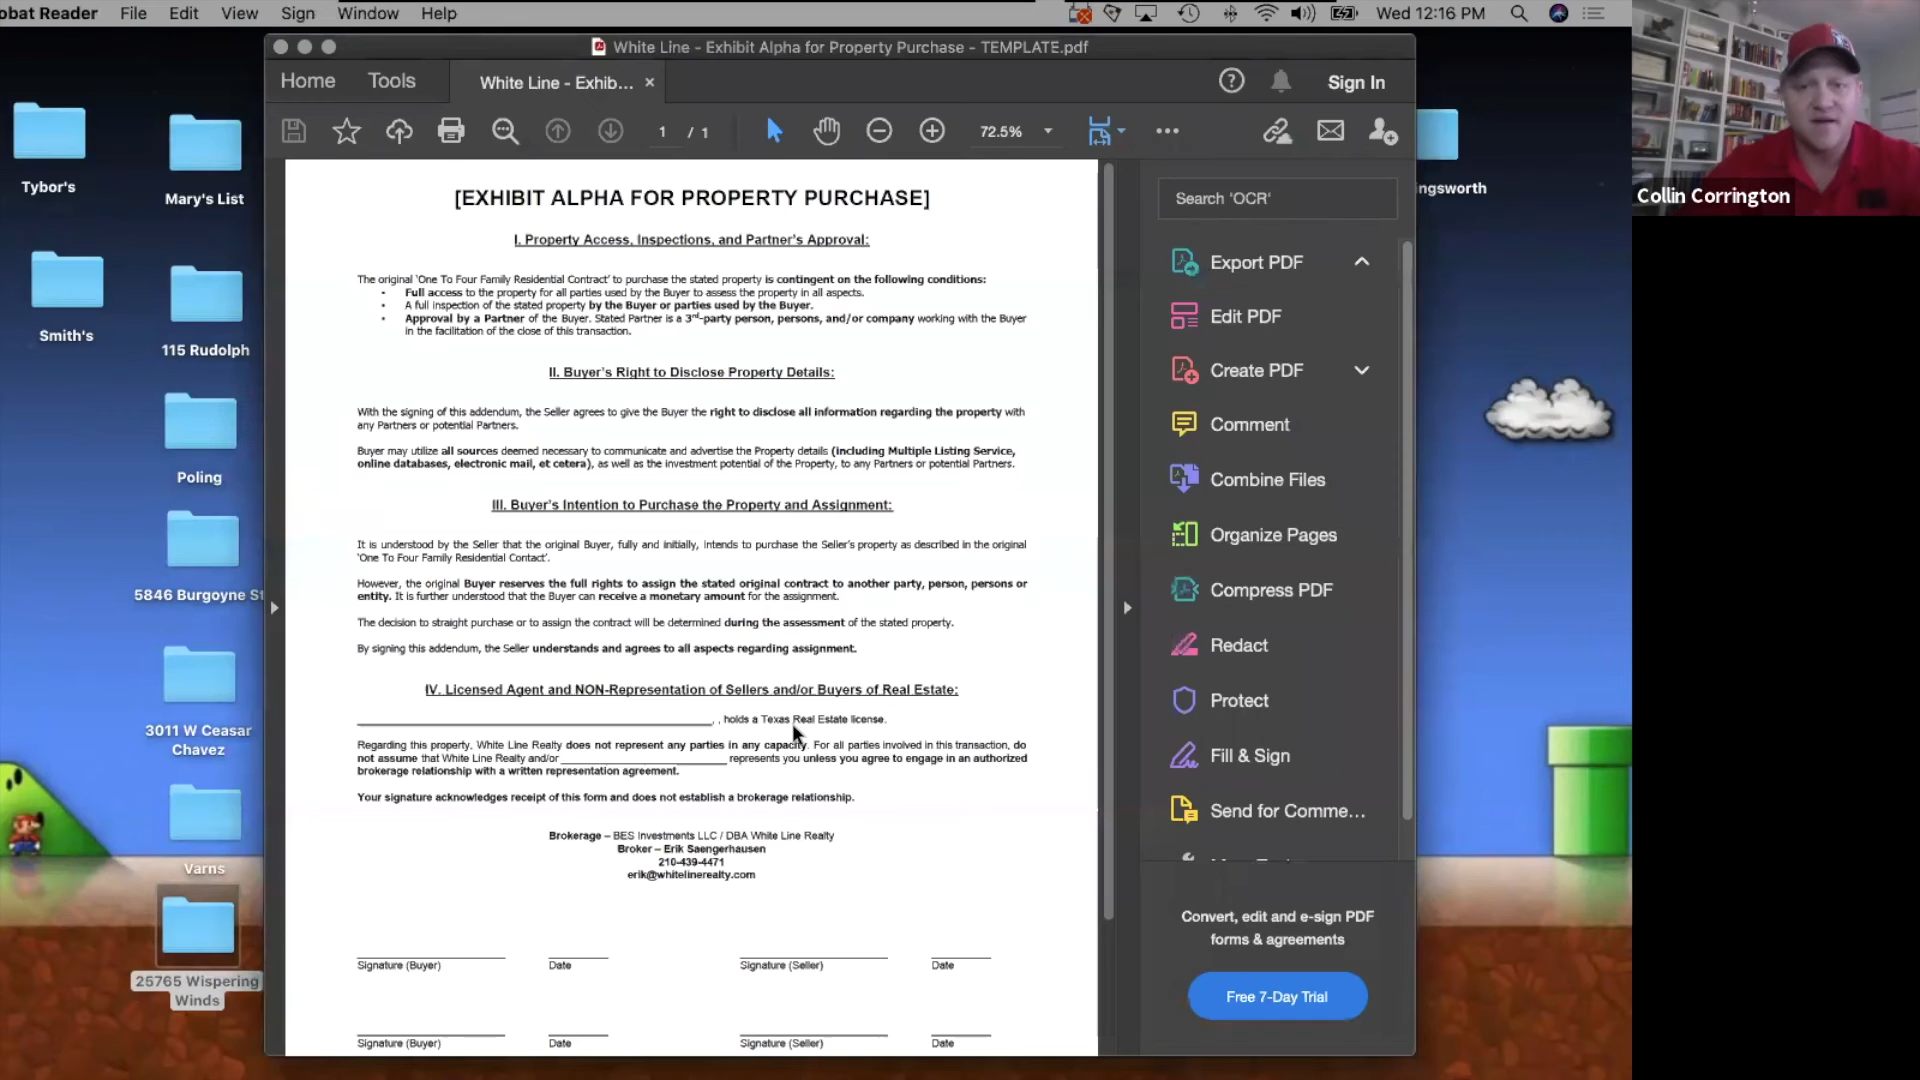 obat Reader File Edit View Sign Window Help Wed 12:16 PM
White Line - Exhibit Alpha for Property Purchase - TEMPLATE.pdf
Home Tools White Line - Exhib... × Sign In
1 / 1 72.5%
[EXHIBIT ALPHA FOR PROPERTY PURCHASE]
I. Property Access, Inspections, and Partner's Approval:
The original 'One To Four Family Residential Contract' to purchase the stated property is contingent on the following conditions:
• Full access to the property for all parties used by the Buyer to assess the property in all aspects.
• A full inspection of the stated property by the Buyer or parties used by the Buyer.
• Approval by a Partner of the Buyer. Stated Partner is a 3rd-party person, persons, and/or company working with the Buyer
in the facilitation of the close of this transaction.
II. Buyer's Right to Disclose Property Details:
With the signing of this addendum, the Seller agrees to give the Buyer the right to disclose all information regarding the property with
any Partners or potential Partners.
Buyer may utilize all sources deemed necessary to communicate and advertise the Property details (including Multiple Listing Service,
online databases, electronic mail, et cetera), as well as the investment potential of the Property, to any Partners or potential Partners.
III. Buyer's Intention to Purchase the Property and Assignment:
It is understood by the Seller that the original Buyer, fully and initially, intends to purchase the Seller's property as described in the original
'One To Four Family Residential Contact'.
However, the original Buyer reserves the full rights to assign the stated original contract to another party, person, persons or
entity. It is further understood that the Buyer can receive a monetary amount for the assignment.
The decision to straight purchase or to assign the contract will be determined during the assessment of the stated property.
By signing this addendum, the Seller understands and agrees to all aspects regarding assignment.
IV. Licensed Agent and NON-Representation of Sellers and/or Buyers of Real Estate:
, , holds a Texas Real Estate license.
Regarding this property, White Line Realty does not represent any parties in any capacity. For all parties involved in this transaction, do
not assume that White Line Realty and/or represents you unless you agree to engage in an authorized
brokerage relationship with a written representation agreement.
Your signature acknowledges receipt of this form and does not establish a brokerage relationship.
Brokerage – BES Investments LLC / DBA White Line Realty
Broker – Erik Saengerhausen
210-439-4471
erik@whitelinerealty.com
Signature (Buyer) Date Signature (Seller) Date
Signature (Buyer) Date Signature (Seller) Date
Search 'OCR'
Export PDF
Edit PDF
Create PDF
Comment
Combine Files
Organize Pages
Compress PDF
Redact
Protect
Fill & Sign
Send for Comme...
Convert, edit and e-sign PDF
forms & agreements
Free 7-Day Trial
Tybor's
Mary's List
Smith's
115 Rudolph
Poling
5846 Burgoyne St
3011 W Ceasar
Chavez
Varns
25765 Wispering
Winds
ingsworth
Collin Corrington